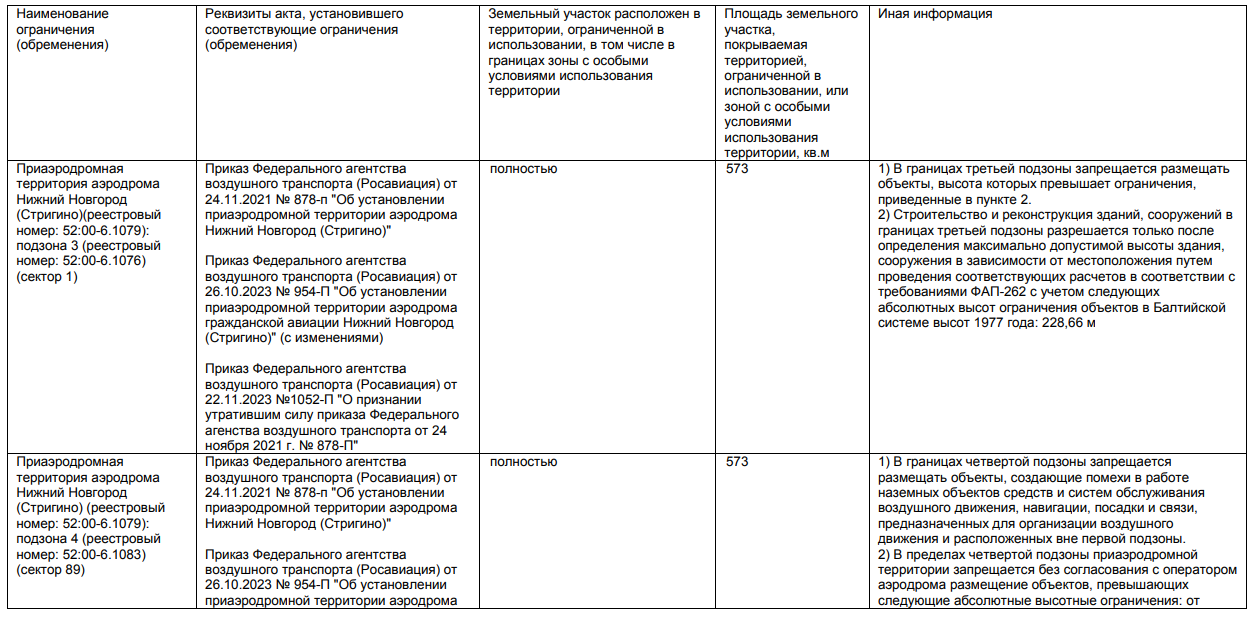 Наименование
ограничения
(обременения)
Реквизиты акта, установившего
соответствующие ограничения
(обременения)
Земельный участок расположен в
территории, ограниченной в
использовании, в том числе в
границах зоны с особыми
условиями использования
территории
Площадь земельного
участка,
покрываемая
территорией,
ограниченной в
использовании, или
зоной с особыми
условиями
использования
территории, кв.м
Иная информация
Приаэродромная
территория аэродрома
Нижний Новгород
(Стригино)(реестровый
номер: 52:00-6.1079):
подзона 3 (реестровый
номер: 52:00-6.1076)
(сектор 1)
Приказ Федерального агентства
воздушного транспорта (Росавиация) от
24.11.2021 № 878-п "Об установлении
приаэродромной территории аэродрома
Нижний Новгород (Стригино)"
Приказ Федерального агентства
воздушного транспорта (Росавиация) от
26.10.2023 № 954-П "Об установлении
приаэродромной территории аэродрома
гражданской авиации Нижний Новгород
(Стригино)" (с изменениями)
Приказ Федерального агентства
воздушного транспорта (Росавиация) от
22.11.2023 №1052-П "О признании
утратившим силу приказа Федерального
агенства воздушного транспорта от 24
ноября 2021 г. № 878-П"
полностью
573
1) В границах третьей подзоны запрещается размещать
объекты, высота которых превышает ограничения,
приведенные в пункте 2.
2) Строительство и реконструкция зданий, сооружений в
границах третьей подзоны разрешается только после
определения максимально допустимой высоты здания,
сооружения в зависимости от местоположения путем
проведения соответствующих расчетов в соответствии с
требованиями ФАП-262 с учетом следующих
абсолютных высот ограничения объектов в Балтийской
системе высот 1977 года: 228,66 м
Приаэродромная
территория аэродрома
Нижний Новгород
(Стригино) (реестровый
номер: 52:00-6.1079):
подзона 4 (реестровый
номер: 52:00-6.1083)
(сектор 89)
Приказ Федерального агентства
воздушного транспорта (Росавиация) от
24.11.2021 № 878-п "Об установлении
приаэродромной территории аэродрома
Нижний Новгород (Стригино)"
Приказ Федерального агентства
воздушного транспорта (Росавиация) от
26.10.2023 № 954-П "Об установлении
приаэродромной территории аэродрома
полностью
573
1) В границах четвертой подзоны запрещается
размещать объекты, создающие помехи в работе
наземных объектов средств и систем обслуживания
воздушного движения, навигации, посадки и связи,
предназначенных для организации воздушного
движения и расположенных вне первой подзоны.
2) В пределах четвертой подзоны приаэродромной
территории запрещается без согласования с оператором
аэродрома размещение объектов, превышающих
следующие абсолютные высотные ограничения: от